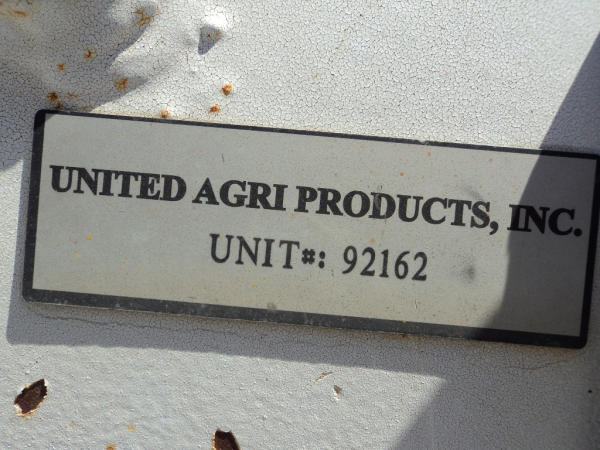 UNITED AGRI PRODUCTS, INC.
UNIT#: 92162